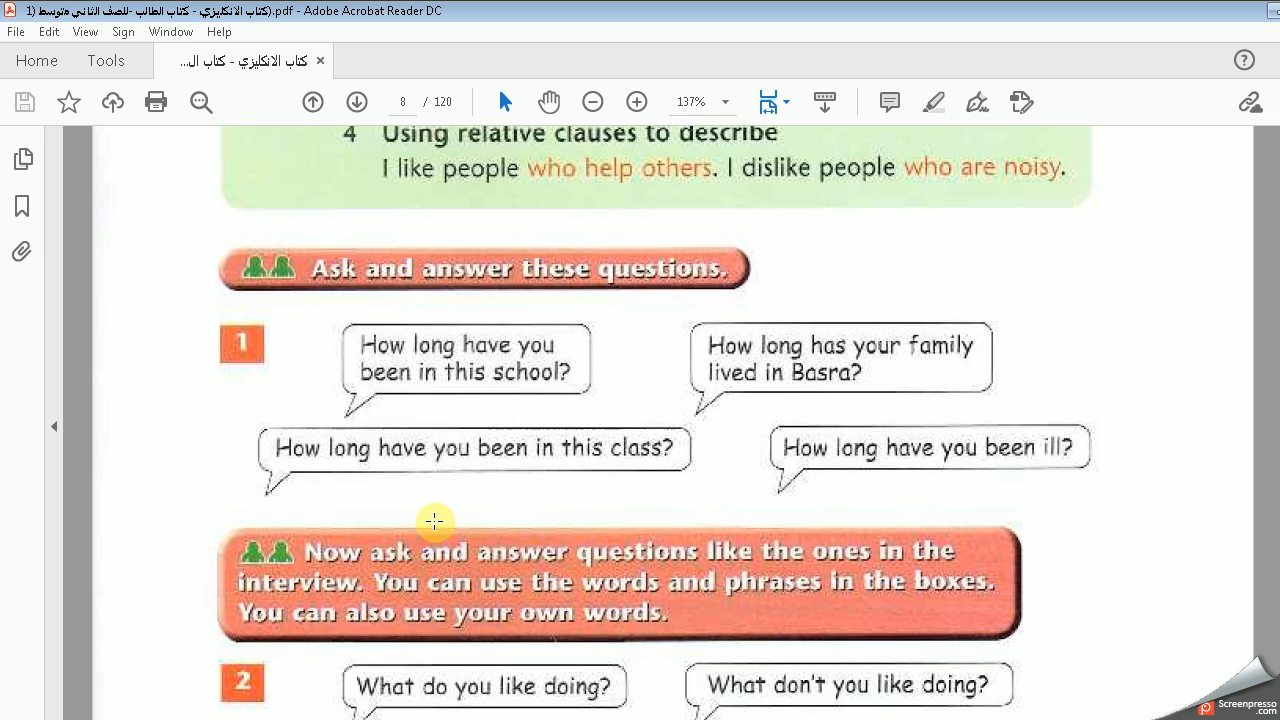 كتاب الانكليزي - كتاب الطالب -للصف الثاني متوسط (1).pdf - Adobe Acrobat Reader DC
File Edit View Sign Window Help
Home Tools كتاب الانكليزي - كتاب ال... ×
8 / 120 137%
4 Using relative clauses to describe
I like people who help others. I dislike people who are noisy.
Ask and answer these questions.
1
How long have you
been in this school?
How long has your family
lived in Basra?
How long have you been in this class?
How long have you been ill?
Now ask and answer questions like the ones in the
interview. You can use the words and phrases in the boxes.
You can also use your own words.
2
What do you like doing?
What don't you like doing?
Screenpresso
.com